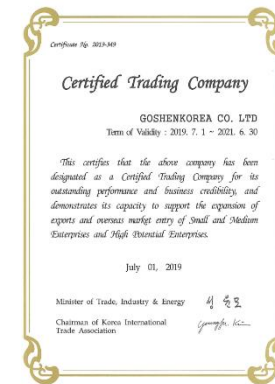 Certificate No. 2019-349
Certified Trading Company
GOSHENKOREA CO. LTD
Term of Validity : 2019. 7. 1 ~ 2021. 6. 30
This certifies that the above company has been
designated as a Certified Trading Company for its
outstanding performance and business credibility, and
demonstrates its capacity to support the expansion of
exports and overseas market entry of Small and Medium
Enterprises and High Potential Enterprises.
July 01, 2019
Minister of Trade, Industry & Energy
Chairman of Korea International
Trade Association